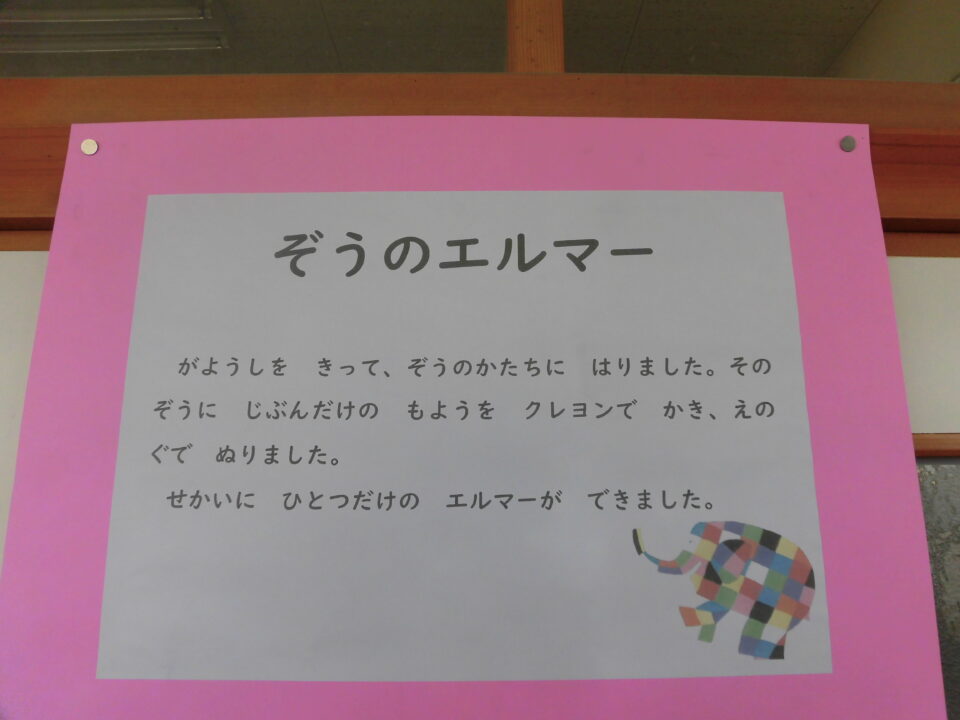 ぞうのエルマー
がようしを　きって、ぞうのかたちに　はりました。その
ぞうに　じぶんだけの　もようを　クレヨンで　かき、えの
ぐで　ぬりました。
せかいに　ひとつだけの　エルマーが　できました。